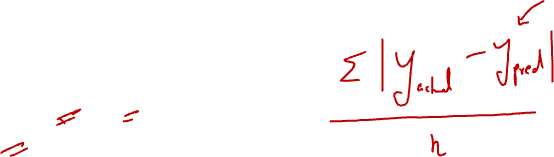 Σ |y_actual - y_pred|
n